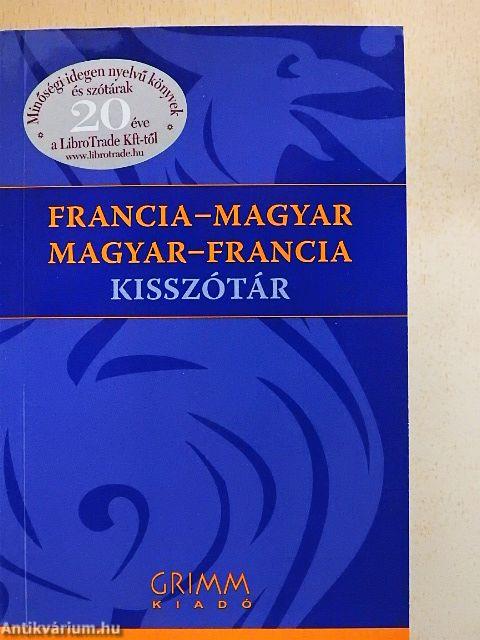 Minőségi idegen nyelvű könyvek
és szótárak
20 éve
a LibroTrade Kft-től
www.librotrade.hu
FRANCIA–MAGYAR
MAGYAR–FRANCIA
KISSZÓTÁR
GRIMM
KIADÓ
Antikvárium.hu